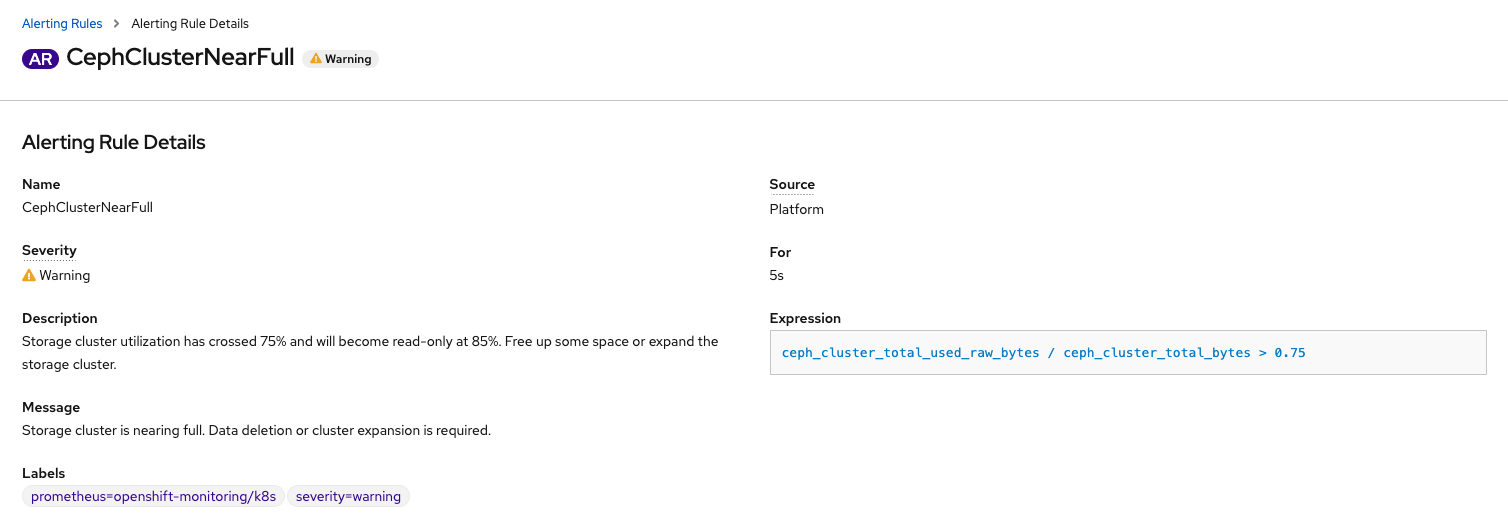 Alerting Rules > Alerting Rule Details
AR CephClusterNearFull Warning
Alerting Rule Details
Name
CephClusterNearFull
Severity
Warning
Description
Storage cluster utilization has crossed 75% and will become read-only at 85%. Free up some space or expand the
storage cluster.
Message
Storage cluster is nearing full. Data deletion or cluster expansion is required.
Labels
prometheus=openshift-monitoring/k8s severity=warning
Source
Platform
For
5s
Expression
ceph_cluster_total_used_raw_bytes / ceph_cluster_total_bytes > 0.75